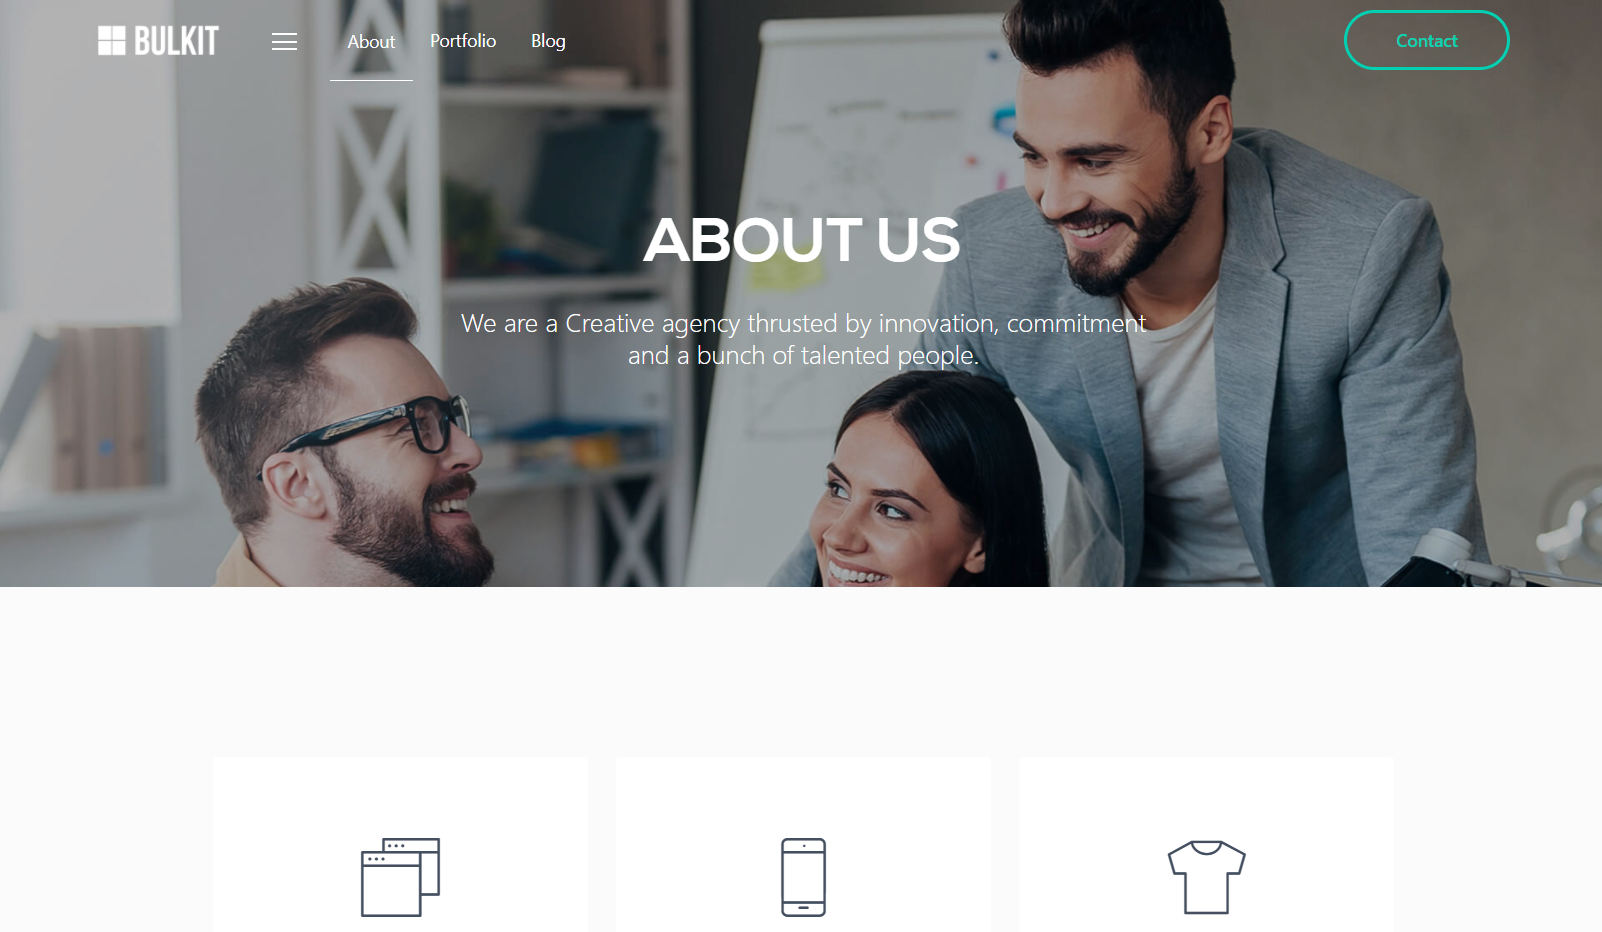 BULKIT
About
Portfolio
Blog
Contact
ABOUT US
We are a Creative agency thrusted by innovation, commitment
and a bunch of talented people.